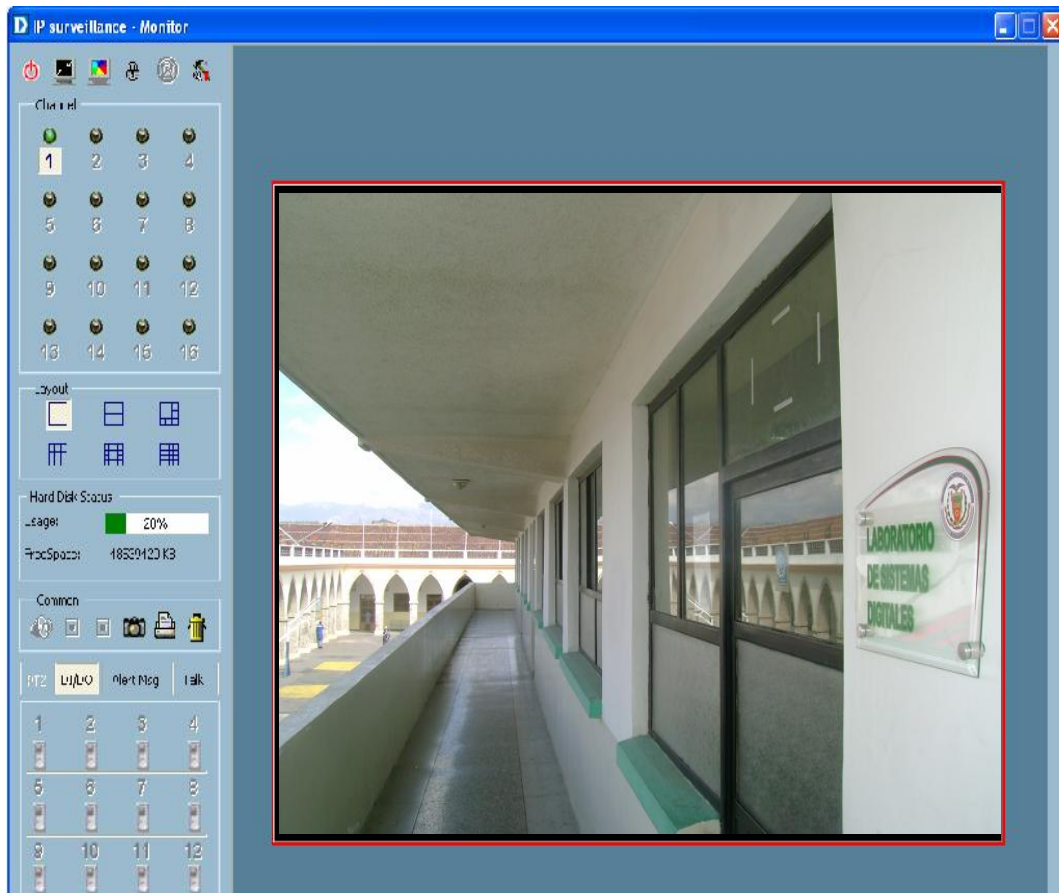 IP surveillance - Monitor
Channel
1 2 3 4
5 6 7 8
9 10 11 12
13 14 15 16
Layout
Hard Disk Status
Usage: 20%
FreeSpace: KB
Common
PTZ DI/DO Alert Msg Talk
1 2 3 4
5 6 7 8
9 10 11 12
LABORATORIO
DE SISTEMAS
DIGITALES